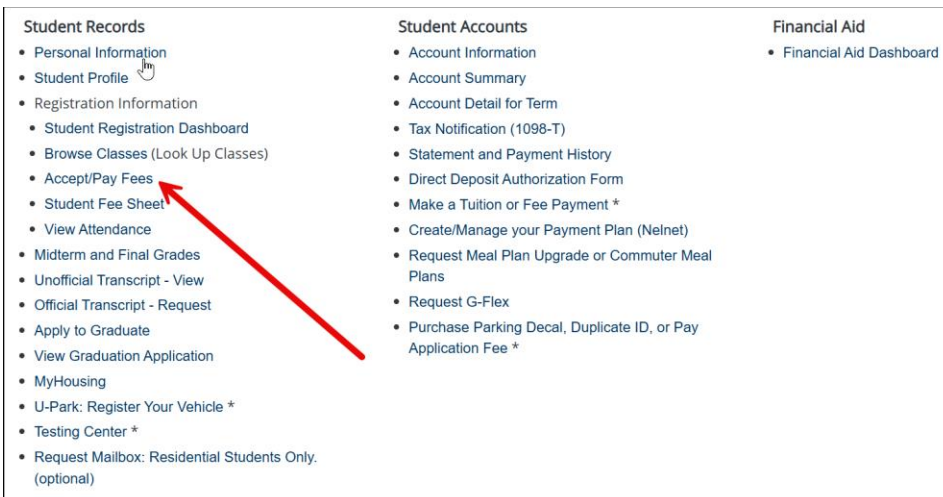 Student Records
Personal Information
Student Profile
Registration Information
Student Registration Dashboard
Browse Classes (Look Up Classes)
Accept/Pay Fees
Student Fee Sheet
View Attendance
Midterm and Final Grades
Unofficial Transcript - View
Official Transcript - Request
Apply to Graduate
View Graduation Application
MyHousing
U-Park: Register Your Vehicle *
Testing Center *
Request Mailbox: Residential Students Only.
(optional)
Student Accounts
Account Information
Account Summary
Account Detail for Term
Tax Notification (1098-T)
Statement and Payment History
Direct Deposit Authorization Form
Make a Tuition or Fee Payment *
Create/Manage your Payment Plan (Nelnet)
Request Meal Plan Upgrade or Commuter Meal
Plans
Request G-Flex
Purchase Parking Decal, Duplicate ID, or Pay
Application Fee *
Financial Aid
Financial Aid Dashboard